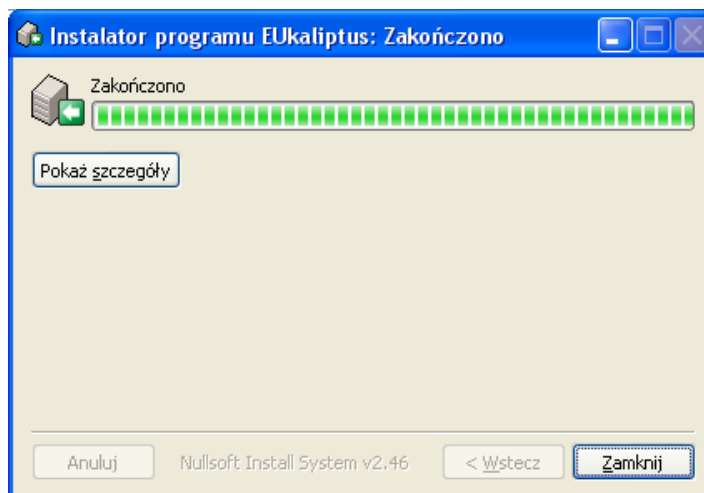 Instalator programu EUkaliptus: Zakończono
Zakończono
Pokaż szczegóły
Anuluj Nullsoft Install System v2.46 < Wstecz Zamknij